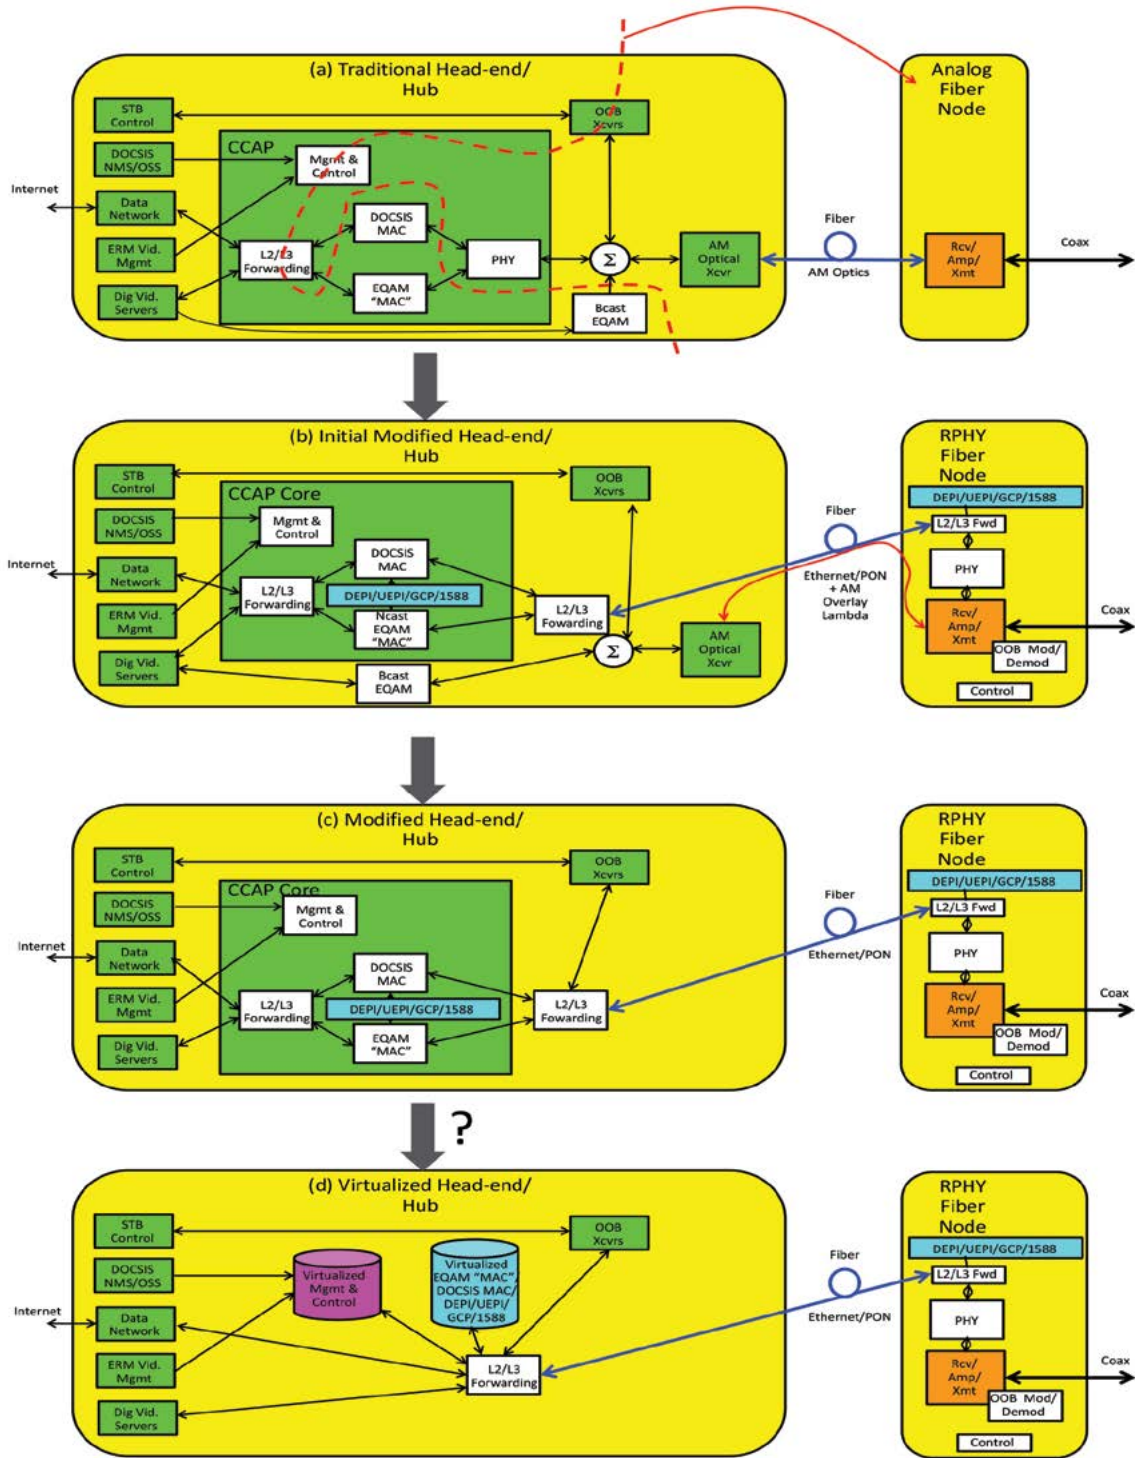 (a) Traditional Head-end/
Hub
STB
Control
DOCSIS
NMS/OSS
Internet
Data
Network
ERM Vid.
Mgmt
Dig Vid.
Servers
CCAP
Mgmt &
Control
L2/L3
Forwarding
DOCSIS
MAC
EQAM
"MAC"
PHY
OOB
Xcvrs
Σ
Bcast
EQAM
AM
Optical
Xcvr
Fiber
AM Optics
Analog
Fiber
Node
Rcv/
Amp/
Xmt
Coax
(b) Initial Modified Head-end/
Hub
STB
Control
DOCSIS
NMS/OSS
Internet
Data
Network
ERM Vid.
Mgmt
Dig Vid.
Servers
CCAP Core
Mgmt &
Control
L2/L3
Forwarding
DOCSIS
MAC
DEPI/UEPI/GCP/1588
Ncast
EQAM
"MAC"
Bcast
EQAM
OOB
Xcvrs
L2/L3
Fowarding
Σ
AM
Optical
Xcvr
Fiber
Ethernet/PON
+ AM
Overlay
Lambda
RPHY
Fiber
Node
DEPI/UEPI/GCP/1588
L2/L3 Fwd
PHY
Rcv/
Amp/
Xmt
OOB Mod/
Demod
Control
Coax
(c) Modified Head-end/
Hub
STB
Control
DOCSIS
NMS/OSS
Internet
Data
Network
ERM Vid.
Mgmt
Dig Vid.
Servers
CCAP Core
Mgmt &
Control
L2/L3
Forwarding
DOCSIS
MAC
DEPI/UEPI/GCP/1588
EQAM
"MAC"
OOB
Xcvrs
L2/L3
Fowarding
Fiber
Ethernet/PON
RPHY
Fiber
Node
DEPI/UEPI/GCP/1588
L2/L3 Fwd
PHY
Rcv/
Amp/
Xmt
OOB Mod/
Demod
Control
Coax
?
(d) Virtualized Head-end/
Hub
STB
Control
DOCSIS
NMS/OSS
Internet
Data
Network
ERM Vid.
Mgmt
Dig Vid.
Servers
Virtualized
Mgmt &
Control
Virtualized
EQAM "MAC"/
DOCSIS MAC/
DEPI/UEPI/
GCP/1588
OOB
Xcvrs
L2/L3
Forwarding
Fiber
Ethernet/PON
RPHY
Fiber
Node
DEPI/UEPI/GCP/1588
L2/L3 Fwd
PHY
Rcv/
Amp/
Xmt
OOB Mod/
Demod
Control
Coax